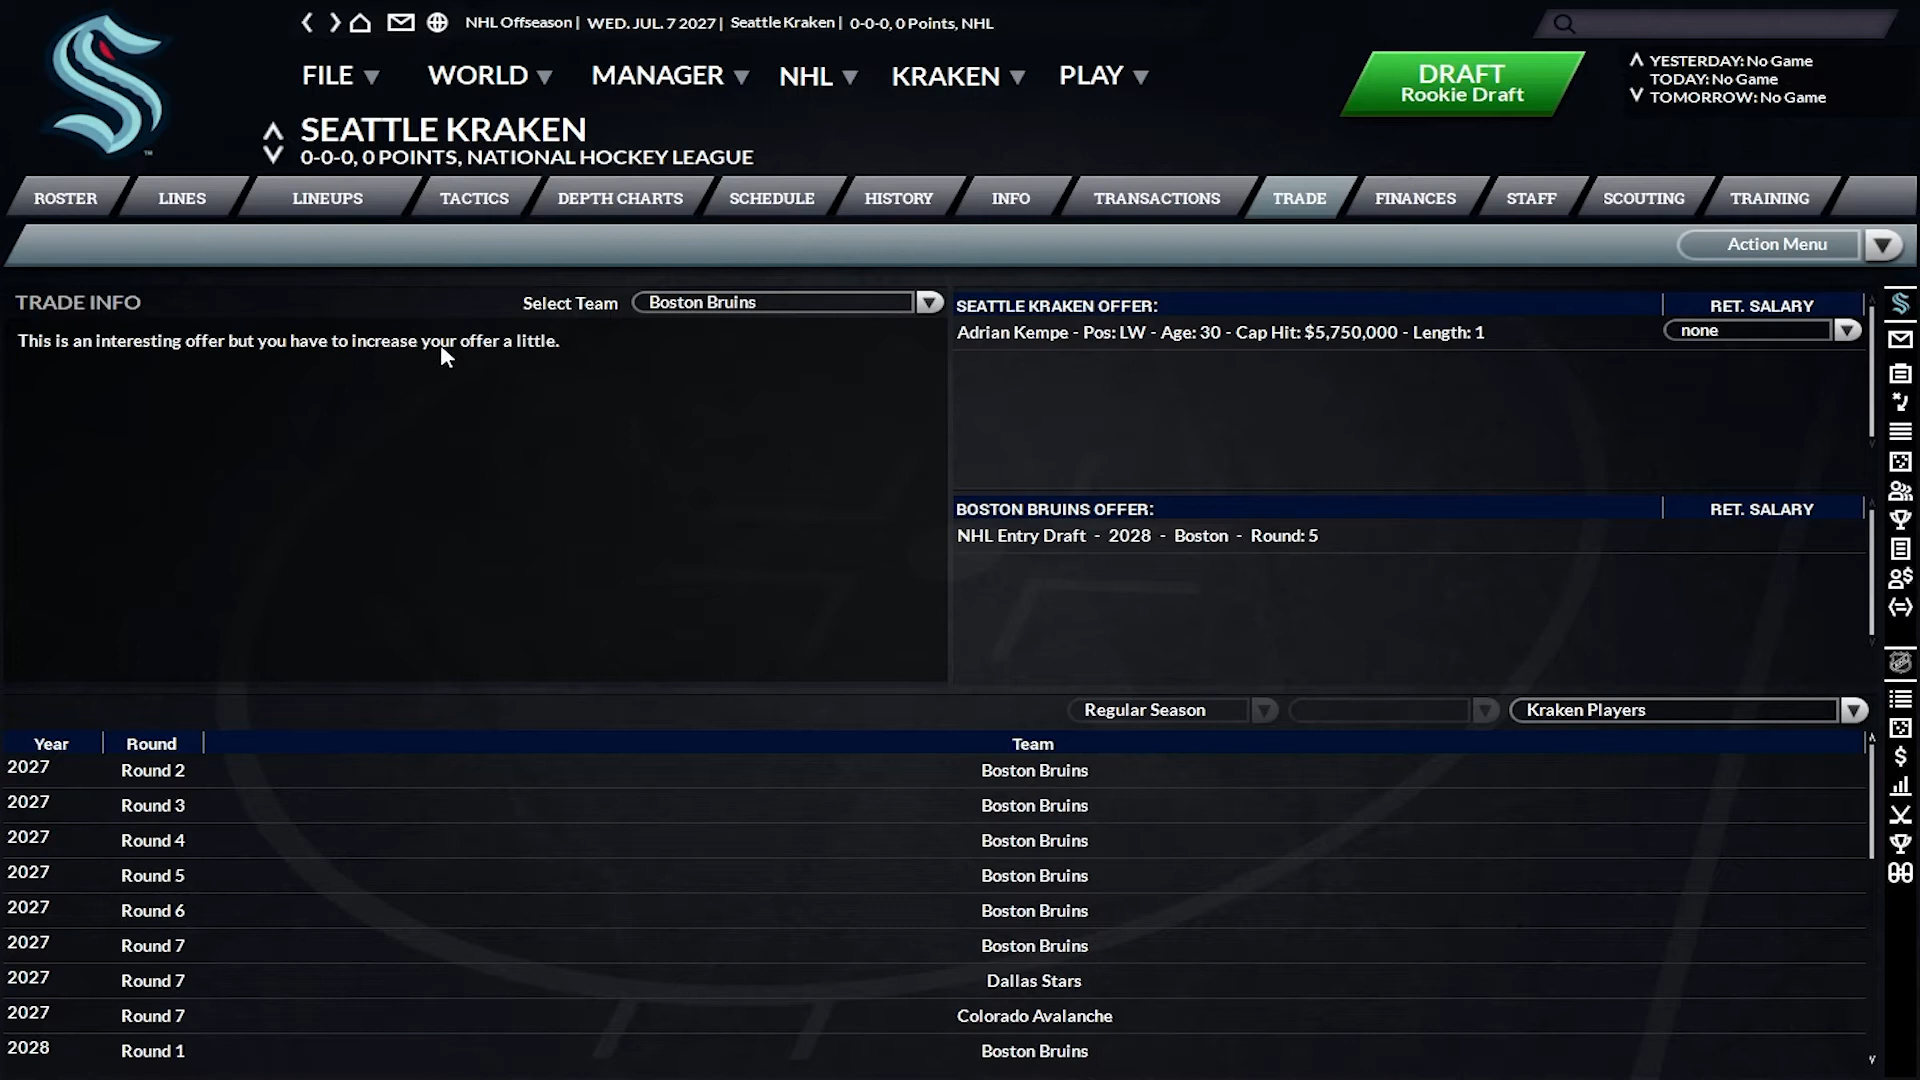 NHL Offseason | WED. JUL. 7 2027 | Seattle Kraken | 0-0-0, 0 Points, NHL
FILE WORLD MANAGER NHL KRAKEN PLAY
DRAFT
Rookie Draft
YESTERDAY: No Game
TODAY: No Game
TOMORROW: No Game
SEATTLE KRAKEN
0-0-0, 0 POINTS, NATIONAL HOCKEY LEAGUE
ROSTER LINES LINEUPS TACTICS DEPTH CHARTS SCHEDULE HISTORY INFO TRANSACTIONS TRADE FINANCES STAFF SCOUTING TRAINING
Action Menu
TRADE INFO Select Team Boston Bruins
This is an interesting offer but you have to increase your offer a little.
SEATTLE KRAKEN OFFER: RET. SALARY
Adrian Kempe - Pos: LW - Age: 30 - Cap Hit: $5,750,000 - Length: 1 none
BOSTON BRUINS OFFER: RET. SALARY
NHL Entry Draft - 2028 - Boston - Round: 5
Regular Season Kraken Players
Year Round Team
2027 Round 2 Boston Bruins
2027 Round 3 Boston Bruins
2027 Round 4 Boston Bruins
2027 Round 5 Boston Bruins
2027 Round 6 Boston Bruins
2027 Round 7 Boston Bruins
2027 Round 7 Dallas Stars
2027 Round 7 Colorado Avalanche
2028 Round 1 Boston Bruins